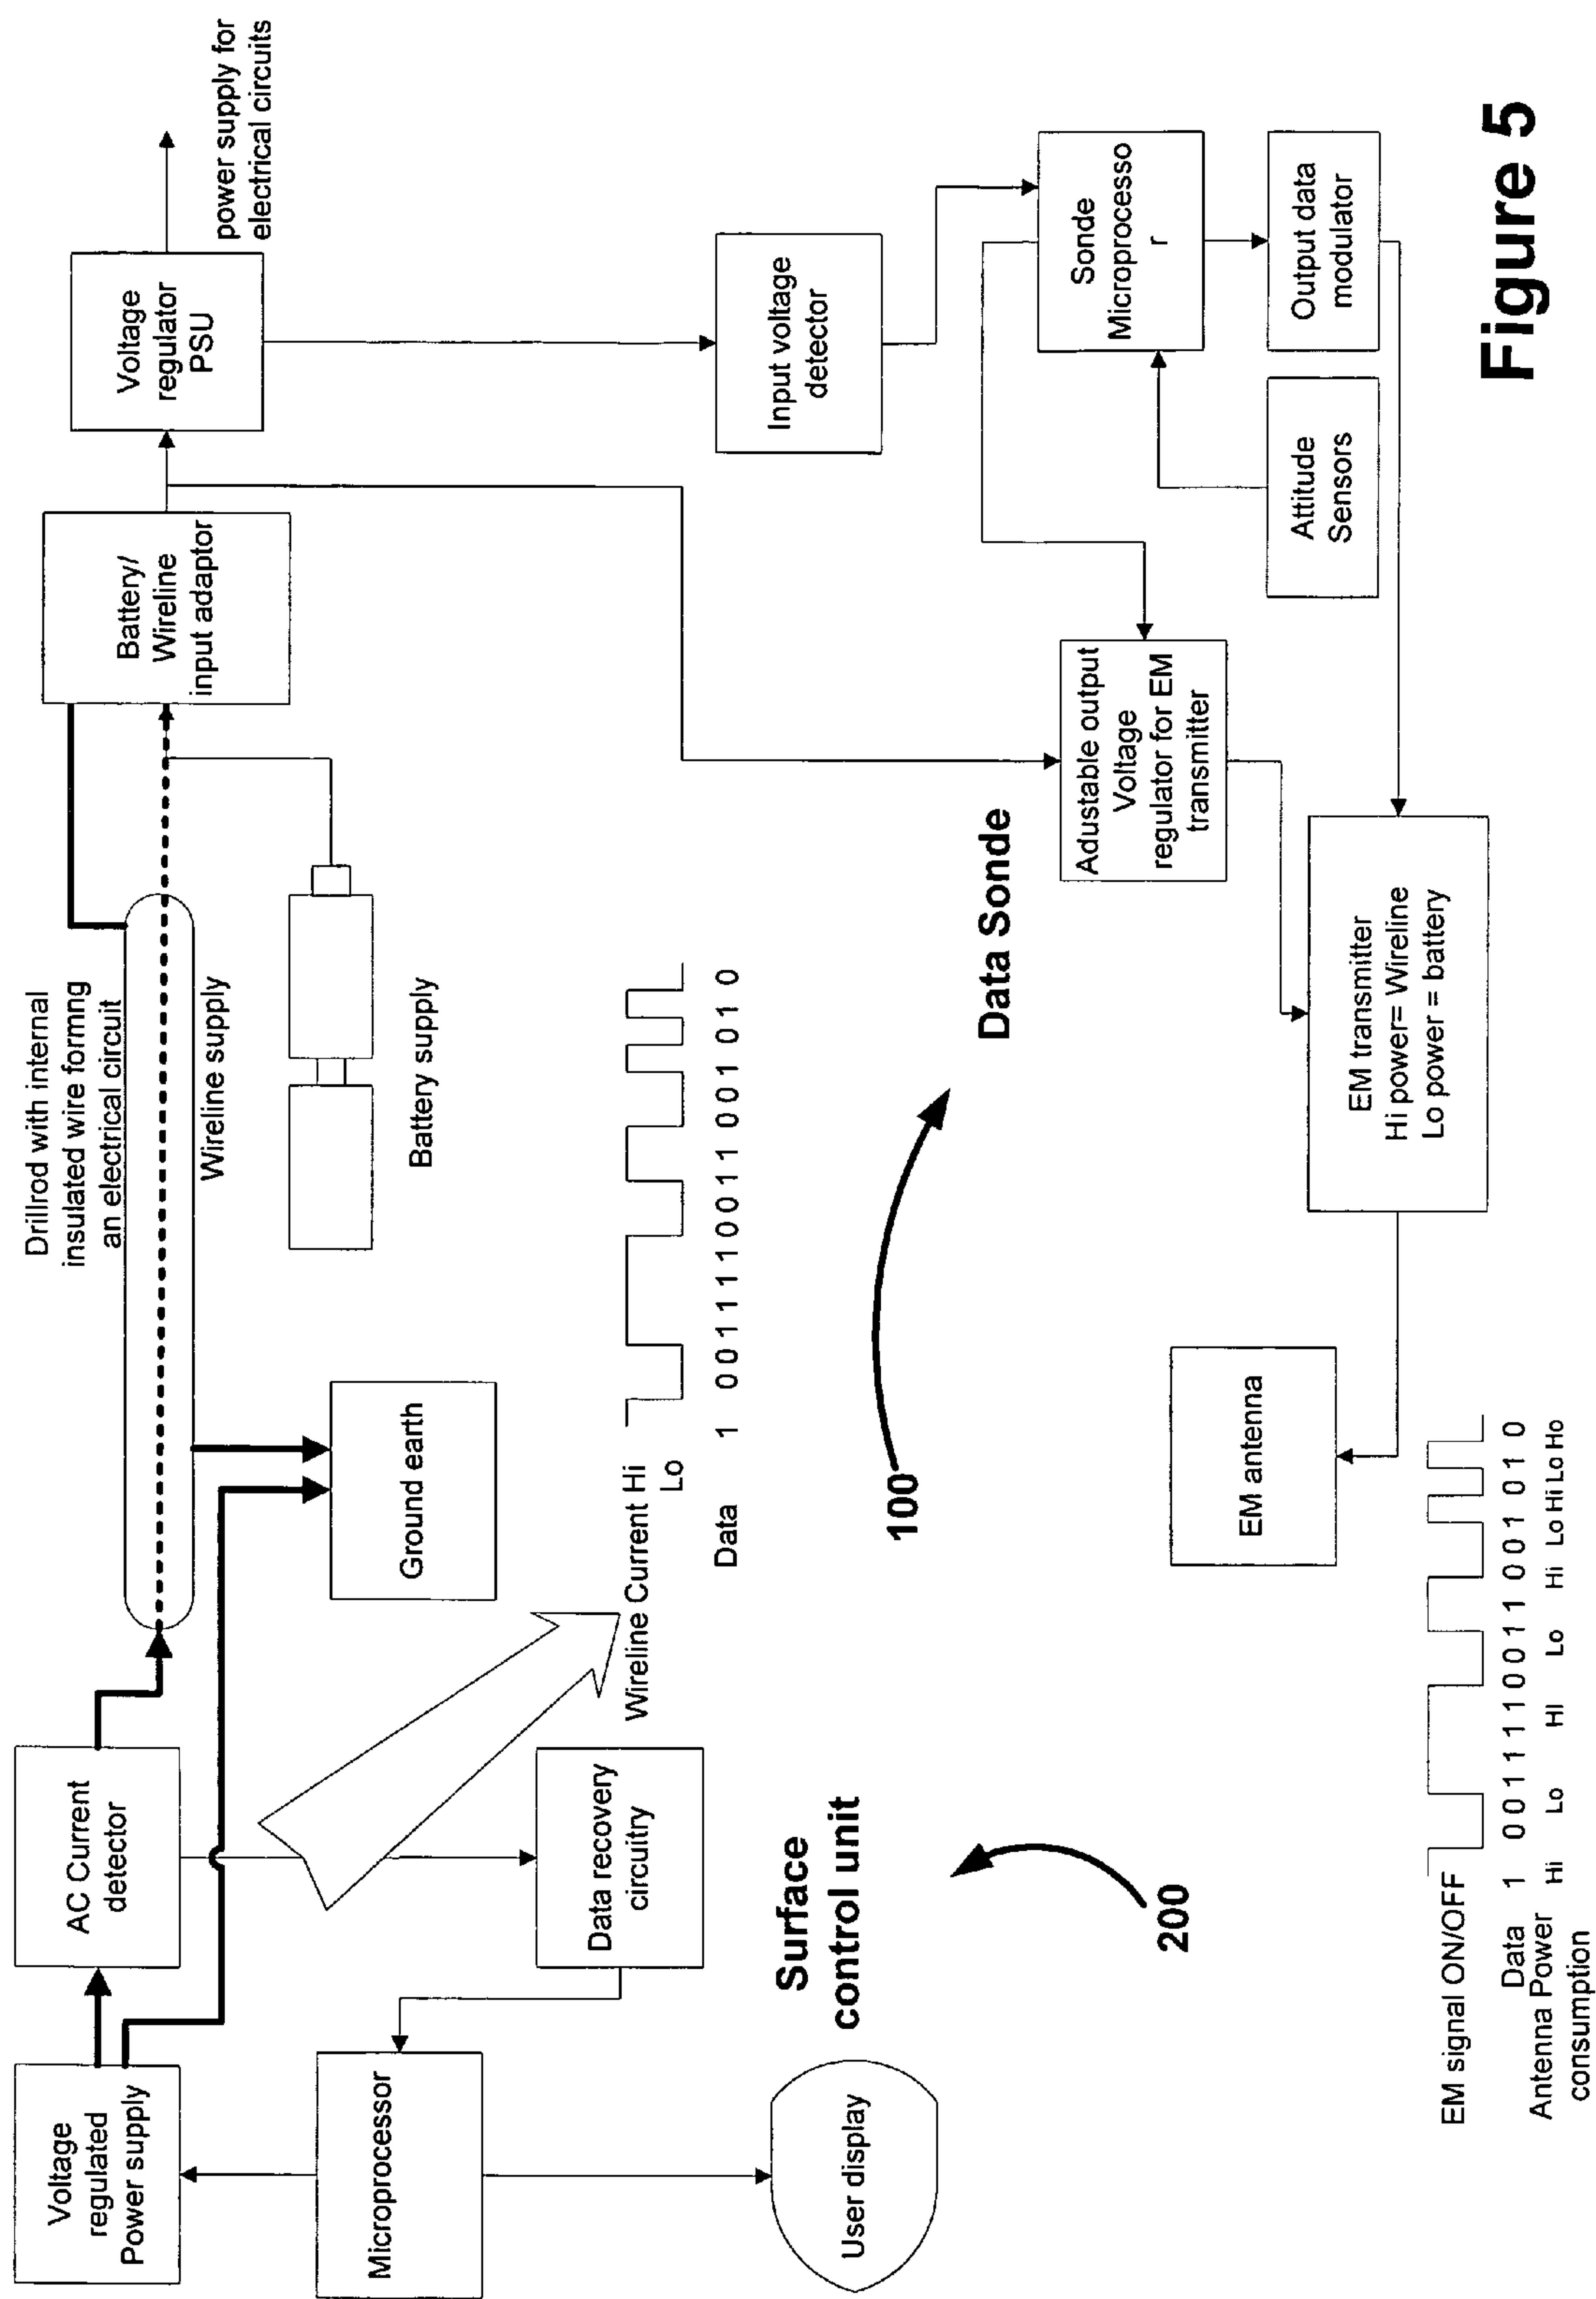 Voltage
regulated
Power supply
AC Current
detector
Drillrod with internal
insulated wire formng
an electrical circuit
Wireline supply
Battery/
Wireline
input adaptor
Voltage
regulator
PSU
power supply for
electrical circuits
Microprocessor
Ground earth
Battery supply
Data recovery
circuitry
Wireline Current Hi
Lo
Data 1 0 0 1 1 1 1 0 0 1 1 0 0 1 0 1 0
User display
Surface
control unit
200
100
Data Sonde
Input voltage
detector
Adustable output
Voltage
regulator for EM
transmitter
Sonde
Microprocesso
r
Attitude
Sensors
Output data
modulator
EM antenna
EM transmitter
Hi power= Wireline
Lo power = battery
EM signal ON/OFF
Data 1 0 0 1 1 1 1 0 0 1 1 0 0 1 0 1 0
Antenna Power Hi Lo HI Lo Hi Lo Hi Lo Ho
consumption
Figure 5